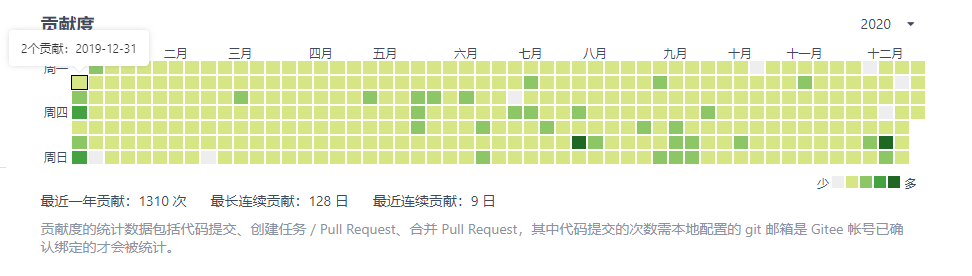 贡献度
2020
2个贡献：2019-12-31
二月 三月 四月 五月 六月 七月 八月 九月 十月 十一月 十二月
周一
周四
周日
少 多
最近一年贡献：1310 次 最长连续贡献：128 日 最近连续贡献：9 日
贡献度的统计数据包括代码提交、创建任务 / Pull Request、合并 Pull Request，其中代码提交的次数需本地配置的 git 邮箱是 Gitee 帐号已确
认绑定的才会被统计。